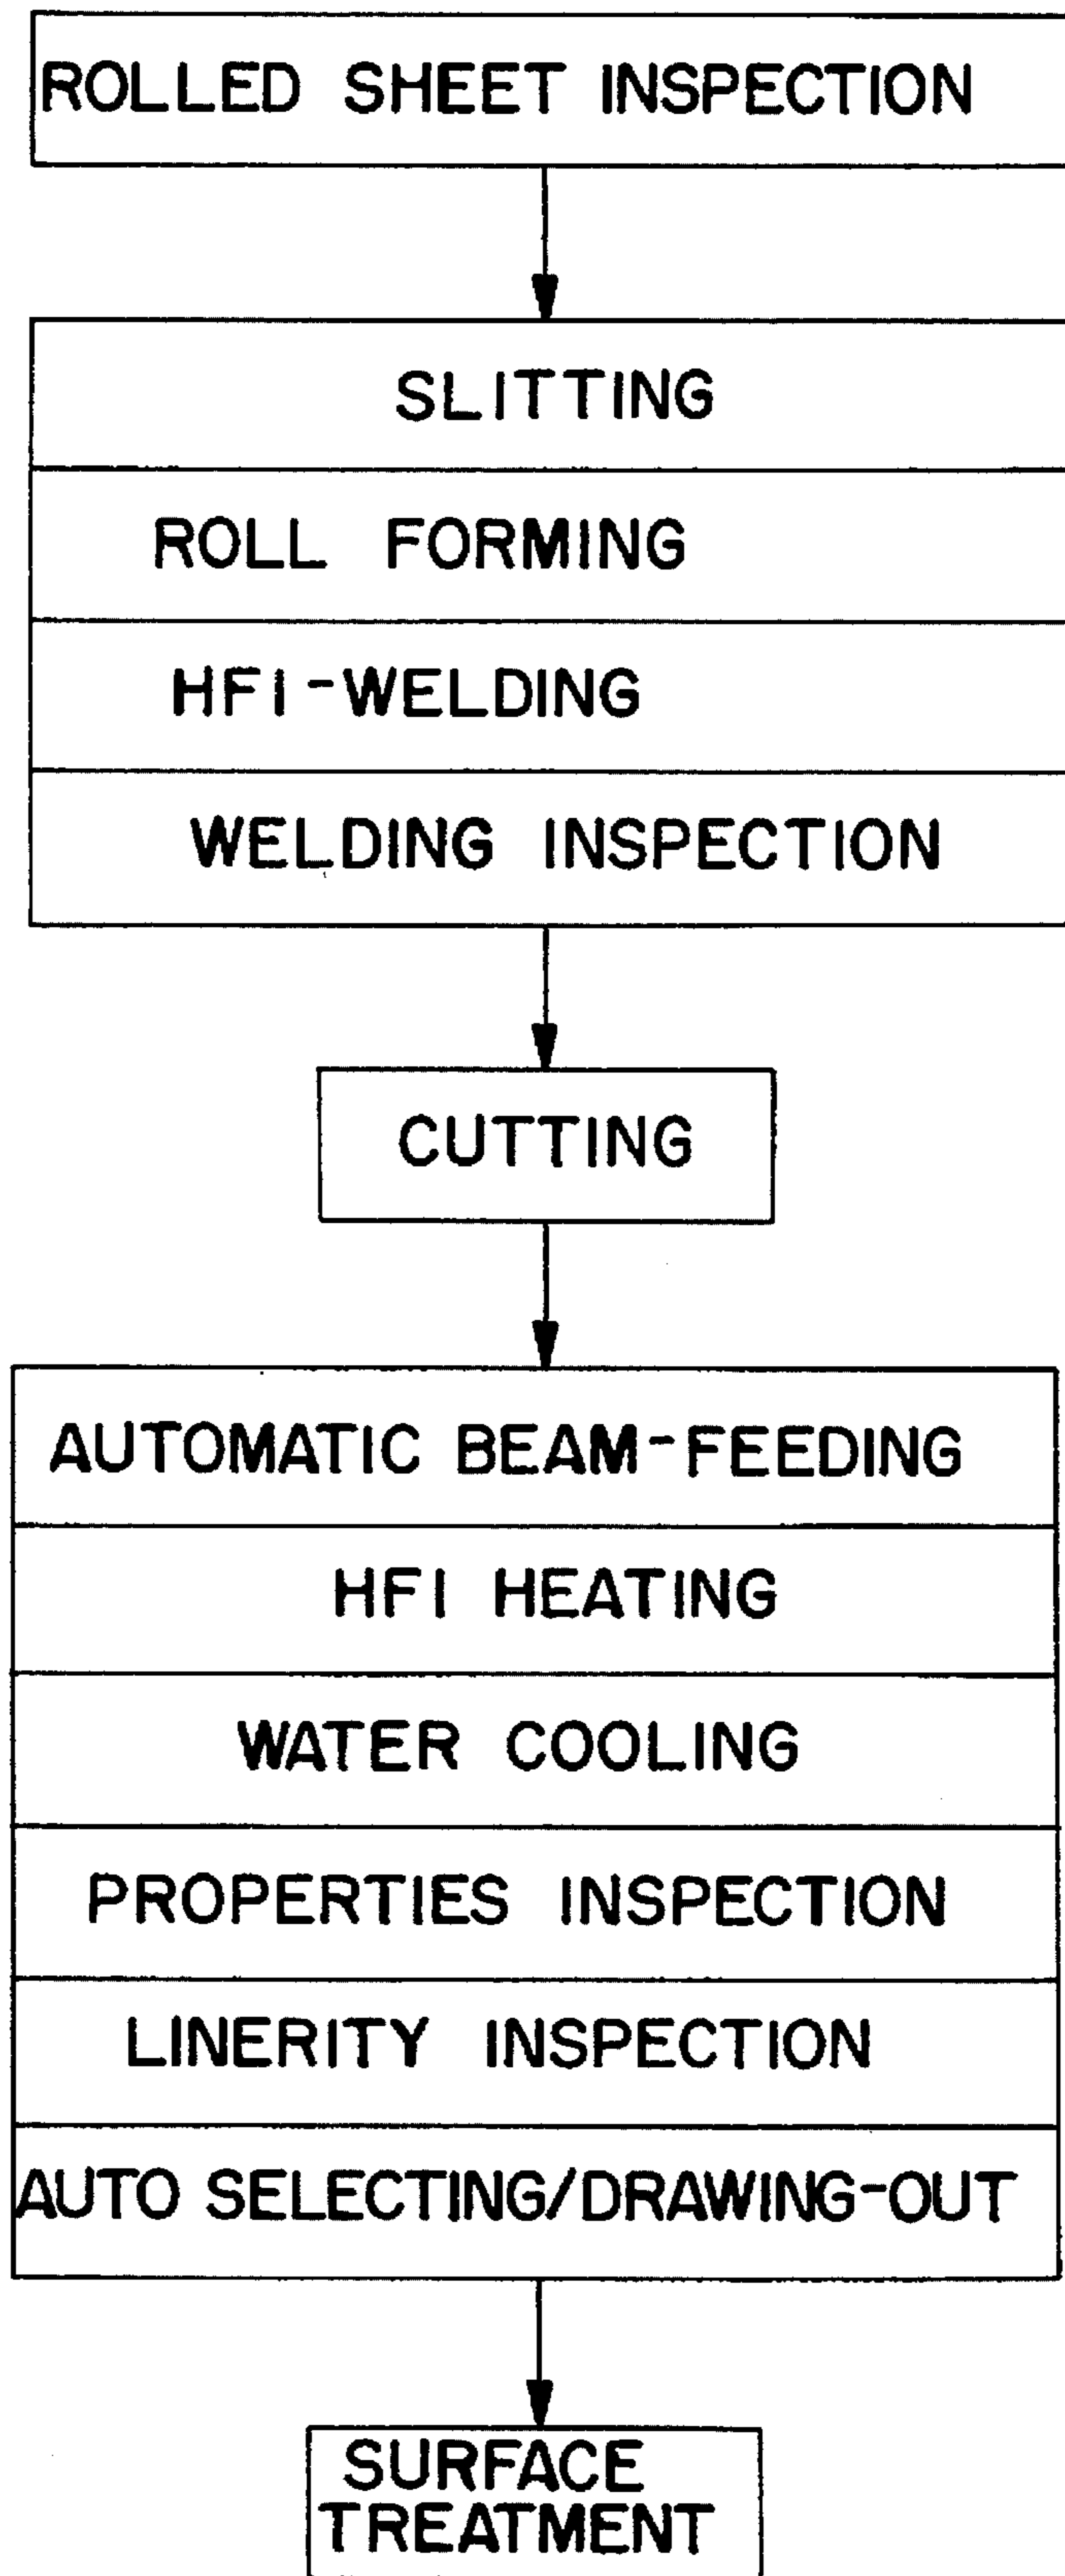 ROLLED SHEET INSPECTION
SLITTING
ROLL FORMING
HFI-WELDING
WELDING INSPECTION
CUTTING
AUTOMATIC BEAM-FEEDING
HFI HEATING
WATER COOLING
PROPERTIES INSPECTION
LINERITY INSPECTION
AUTO SELECTING/DRAWING-OUT
SURFACE
TREATMENT